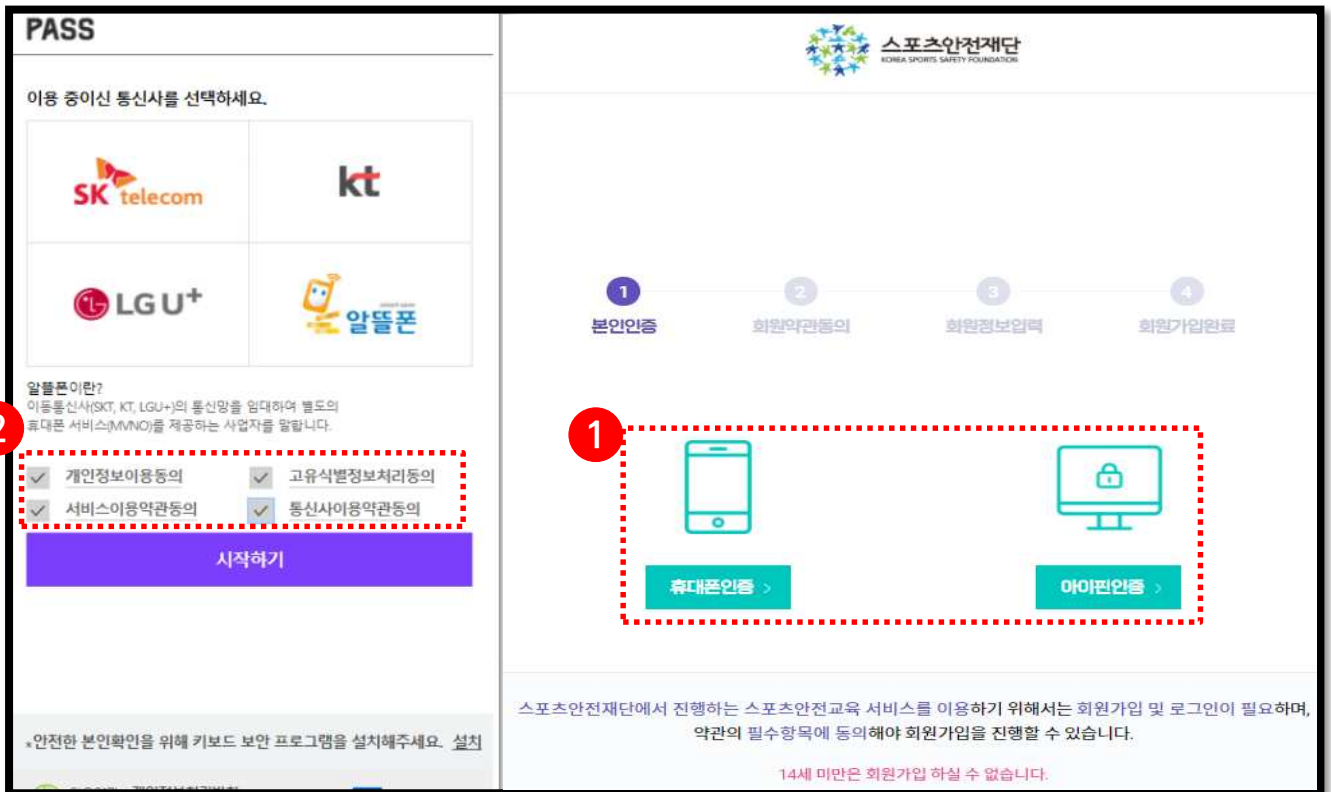 PASS
이용 중이신 통신사를 선택하세요.
SK telecom
kt
LG U+
알뜰폰
알뜰폰이란?
이동통신사(SKT, KT, LGU+)의 통신망을 임대하여 별도의
휴대폰 서비스(MVNO)를 제공하는 사업자를 말합니다.
2
개인정보이용동의
고유식별정보처리동의
서비스이용약관동의
통신사이용약관동의
시작하기
*안전한 본인확인을 위해 키보드 보안 프로그램을 설치해주세요. 설치
스포츠안전재단
KOREA SPORTS SAFETY FOUNDATION
1 2 3 4
본인인증 회원약관동의 회원정보입력 회원가입완료
1
휴대폰인증 >
아이핀인증 >
스포츠안전재단에서 진행하는 스포츠안전교육 서비스를 이용하기 위해서는 회원가입 및 로그인이 필요하며,
약관의 필수항목에 동의해야 회원가입을 진행할 수 있습니다.
14세 미만은 회원가입 하실 수 없습니다.